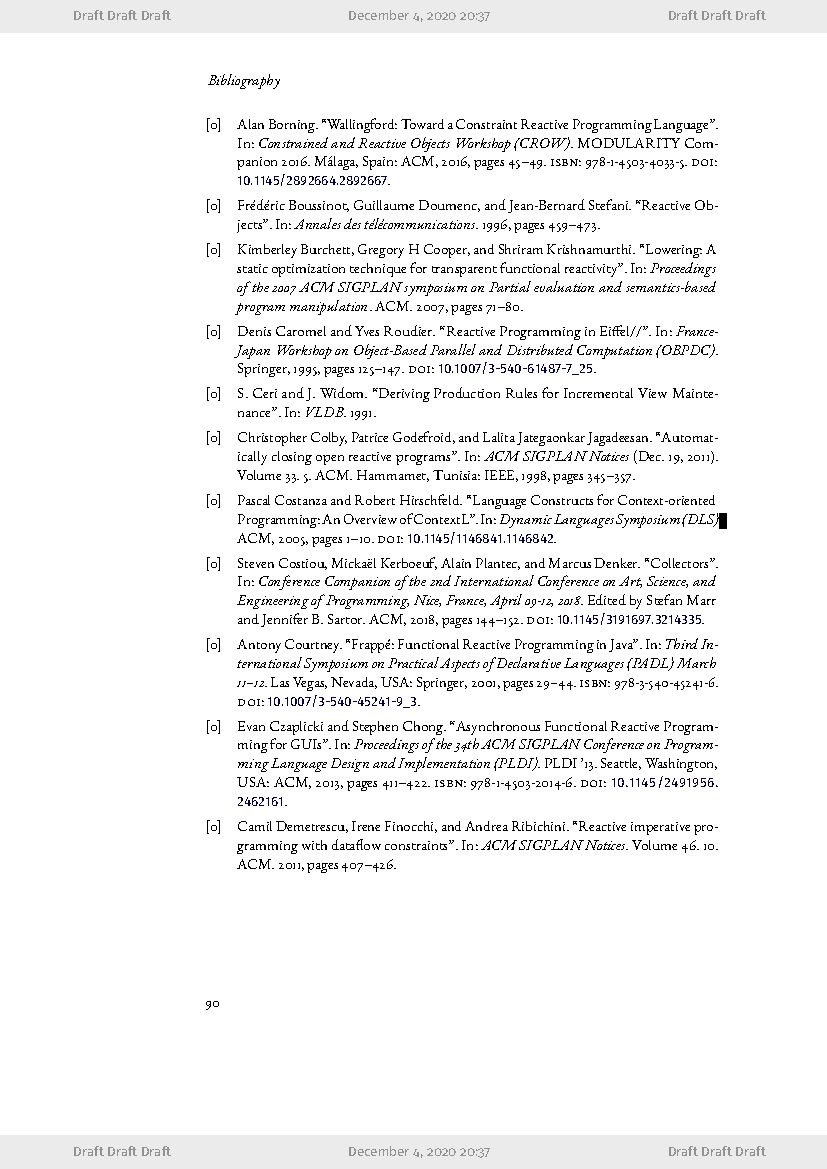 Draft Draft Draft December 4, 2020 20:37 Draft Draft Draft
Bibliography
[0] Alan Borning. “Wallingford: Toward a Constraint Reactive Programming Language”.
In: Constrained and Reactive Objects Workshop (CROW). MODULARITY Com-
panion 2016. Málaga, Spain: ACM, 2016, pages 45–49. ISBN: 978-1-4503-4033-5. DOI:
10.1145/2892664.2892667.
[0] Frédéric Boussinot, Guillaume Doumenc, and Jean-Bernard Stefani. “Reactive Ob-
jects”. In: Annales des télécommunications. 1996, pages 459–473.
[0] Kimberley Burchett, Gregory H Cooper, and Shriram Krishnamurthi. “Lowering: A
static optimization technique for transparent functional reactivity”. In: Proceedings
of the 2007 ACM SIGPLAN symposium on Partial evaluation and semantics-based
program manipulation. ACM. 2007, pages 71–80.
[0] Denis Caromel and Yves Roudier. “Reactive Programming in Eiffel//”. In: France-
Japan Workshop on Object-Based Parallel and Distributed Computation (OBPDC).
Springer, 1995, pages 125–147. DOI: 10.1007/3-540-61487-7_25.
[0] S. Ceri and J. Widom. “Deriving Production Rules for Incremental View Mainte-
nance”. In: VLDB. 1991.
[0] Christopher Colby, Patrice Godefroid, and Lalita Jategaonkar Jagadeesan. “Automat-
ically closing open reactive programs”. In: ACM SIGPLAN Notices (Dec. 19, 2011).
Volume 33. 5. ACM. Hammamet, Tunisia: IEEE, 1998, pages 345–357.
[0] Pascal Costanza and Robert Hirschfeld. “Language Constructs for Context-oriented
Programming: An Overview of ContextL”. In: Dynamic Languages Symposium (DLS)
ACM, 2005, pages 1–10. DOI: 10.1145/1146841.1146842.
[0] Steven Costiou, Mickaël Kerboeuf, Alain Plantec, and Marcus Denker. “Collectors”.
In: Conference Companion of the 2nd International Conference on Art, Science, and
Engineering of Programming, Nice, France, April 09-12, 2018. Edited by Stefan Marr
and Jennifer B. Sartor. ACM, 2018, pages 144–152. DOI: 10.1145/3191697.3214335.
[0] Antony Courtney. “Frappé: Functional Reactive Programming in Java”. In: Third In-
ternational Symposium on Practical Aspects of Declarative Languages (PADL) March
11–12. Las Vegas, Nevada, USA: Springer, 2001, pages 29–44. ISBN: 978-3-540-45241-6.
DOI: 10.1007/3-540-45241-9_3.
[0] Evan Czaplicki and Stephen Chong. “Asynchronous Functional Reactive Program-
ming for GUIs”. In: Proceedings of the 34th ACM SIGPLAN Conference on Program-
ming Language Design and Implementation (PLDI). PLDI ’13. Seattle, Washington,
USA: ACM, 2013, pages 411–422. ISBN: 978-1-4503-2014-6. DOI: 10.1145/2491956.
2462161.
[0] Camil Demetrescu, Irene Finocchi, and Andrea Ribichini. “Reactive imperative pro-
gramming with dataflow constraints”. In: ACM SIGPLAN Notices. Volume 46. 10.
ACM. 2011, pages 407–426.
90
Draft Draft Draft December 4, 2020 20:37 Draft Draft Draft